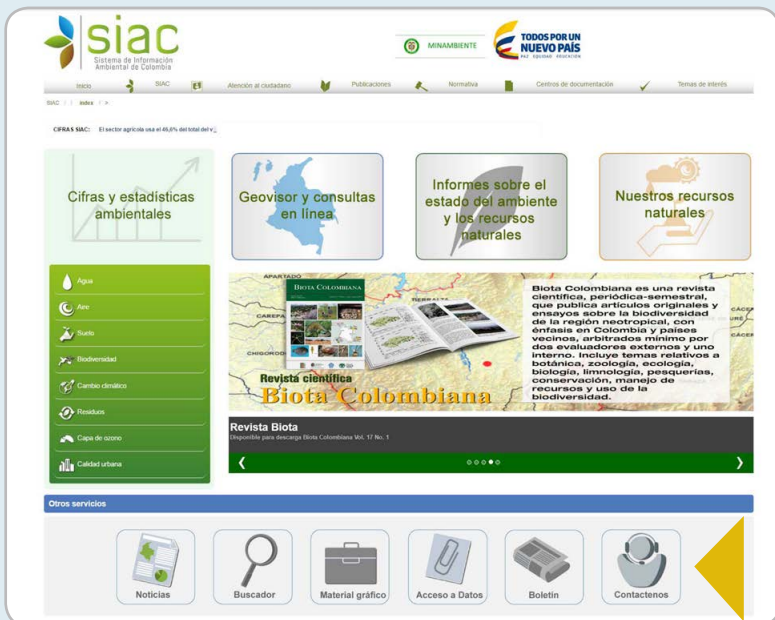 siac
Sistema de Información
Ambiental de Colombia
MINAMBIENTE
TODOS POR UN
NUEVO PAÍS
PAZ EQUIDAD EDUCACIÓN
Inicio SIAC Atención al ciudadano Publicaciones Normativa Centros de documentación Temas de interés
SIAC index
CIFRAS SIAC: El sector agrícola usa el 46,6% del total del v_
Cifras y estadísticas
ambientales
Geovisor y consultas
en línea
Informes sobre el
estado del ambiente
y los recursos
naturales
Nuestros recursos
naturales
Agua
Aire
Suelo
Biodiversidad
Cambio climático
Residuos
Capa de ozono
Calidad urbana
APARTADO
CAREPA
CHIGORODO
BIOTA COLOMBIANA
Revista científica
Biota Colombiana
Biota Colombiana es una revista
científica, periódica-semestral,
que publica artículos originales y
ensayos sobre la biodiversidad
de la región neotropical, con
énfasis en Colombia y países
vecinos, arbitrados mínimo por
dos evaluadores externos y uno
interno. Incluye temas relativos a
botánica, zoología, ecología,
biología, limnología, pesquerías,
conservación, manejo de
recursos y uso de la
biodiversidad.
Revista Biota
Disponible para descarga Biota Colombiana Vol. 17 No. 1
Otros servicios
Noticias
Buscador
Material gráfico
Acceso a Datos
Boletín
Contactenos